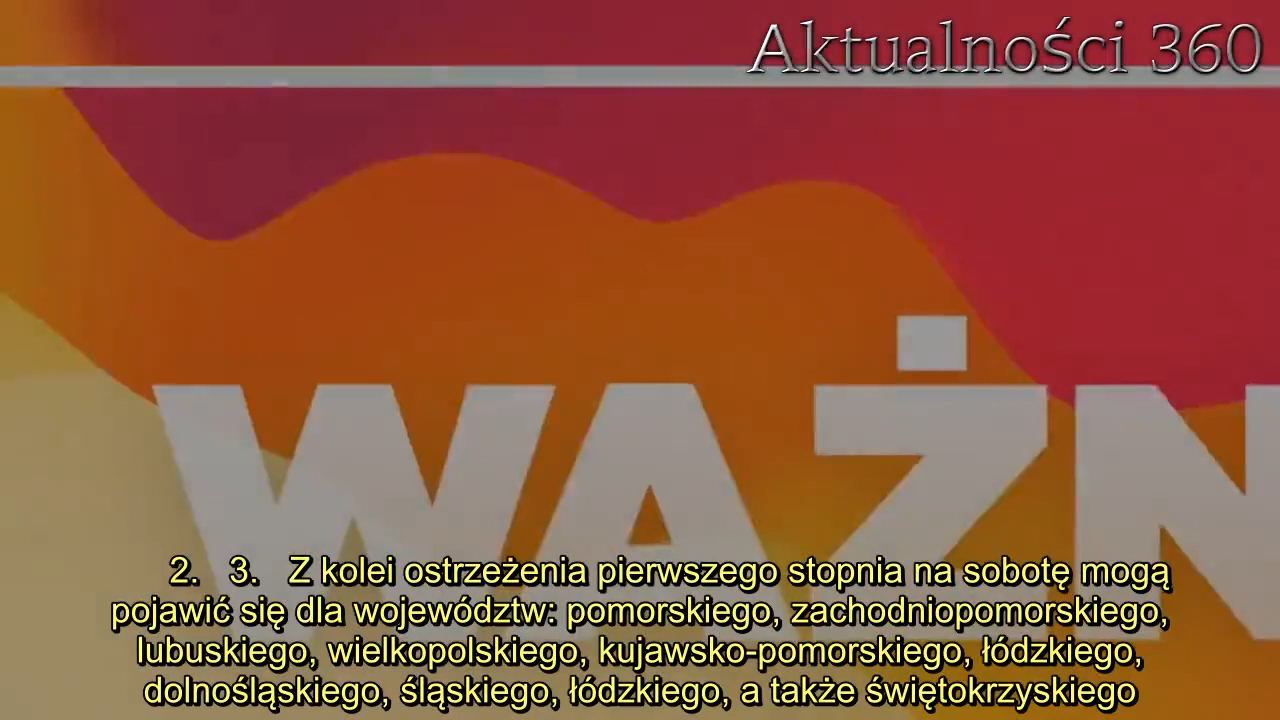 Aktualności 360
WAŻN
2. 3. Z kolei ostrzeżenia pierwszego stopnia na sobotę mogą
pojawić się dla województw: pomorskiego, zachodniopomorskiego,
lubuskiego, wielkopolskiego, kujawsko-pomorskiego, łódzkiego,
dolnośląskiego, śląskiego, łódzkiego, a także świętokrzyskiego